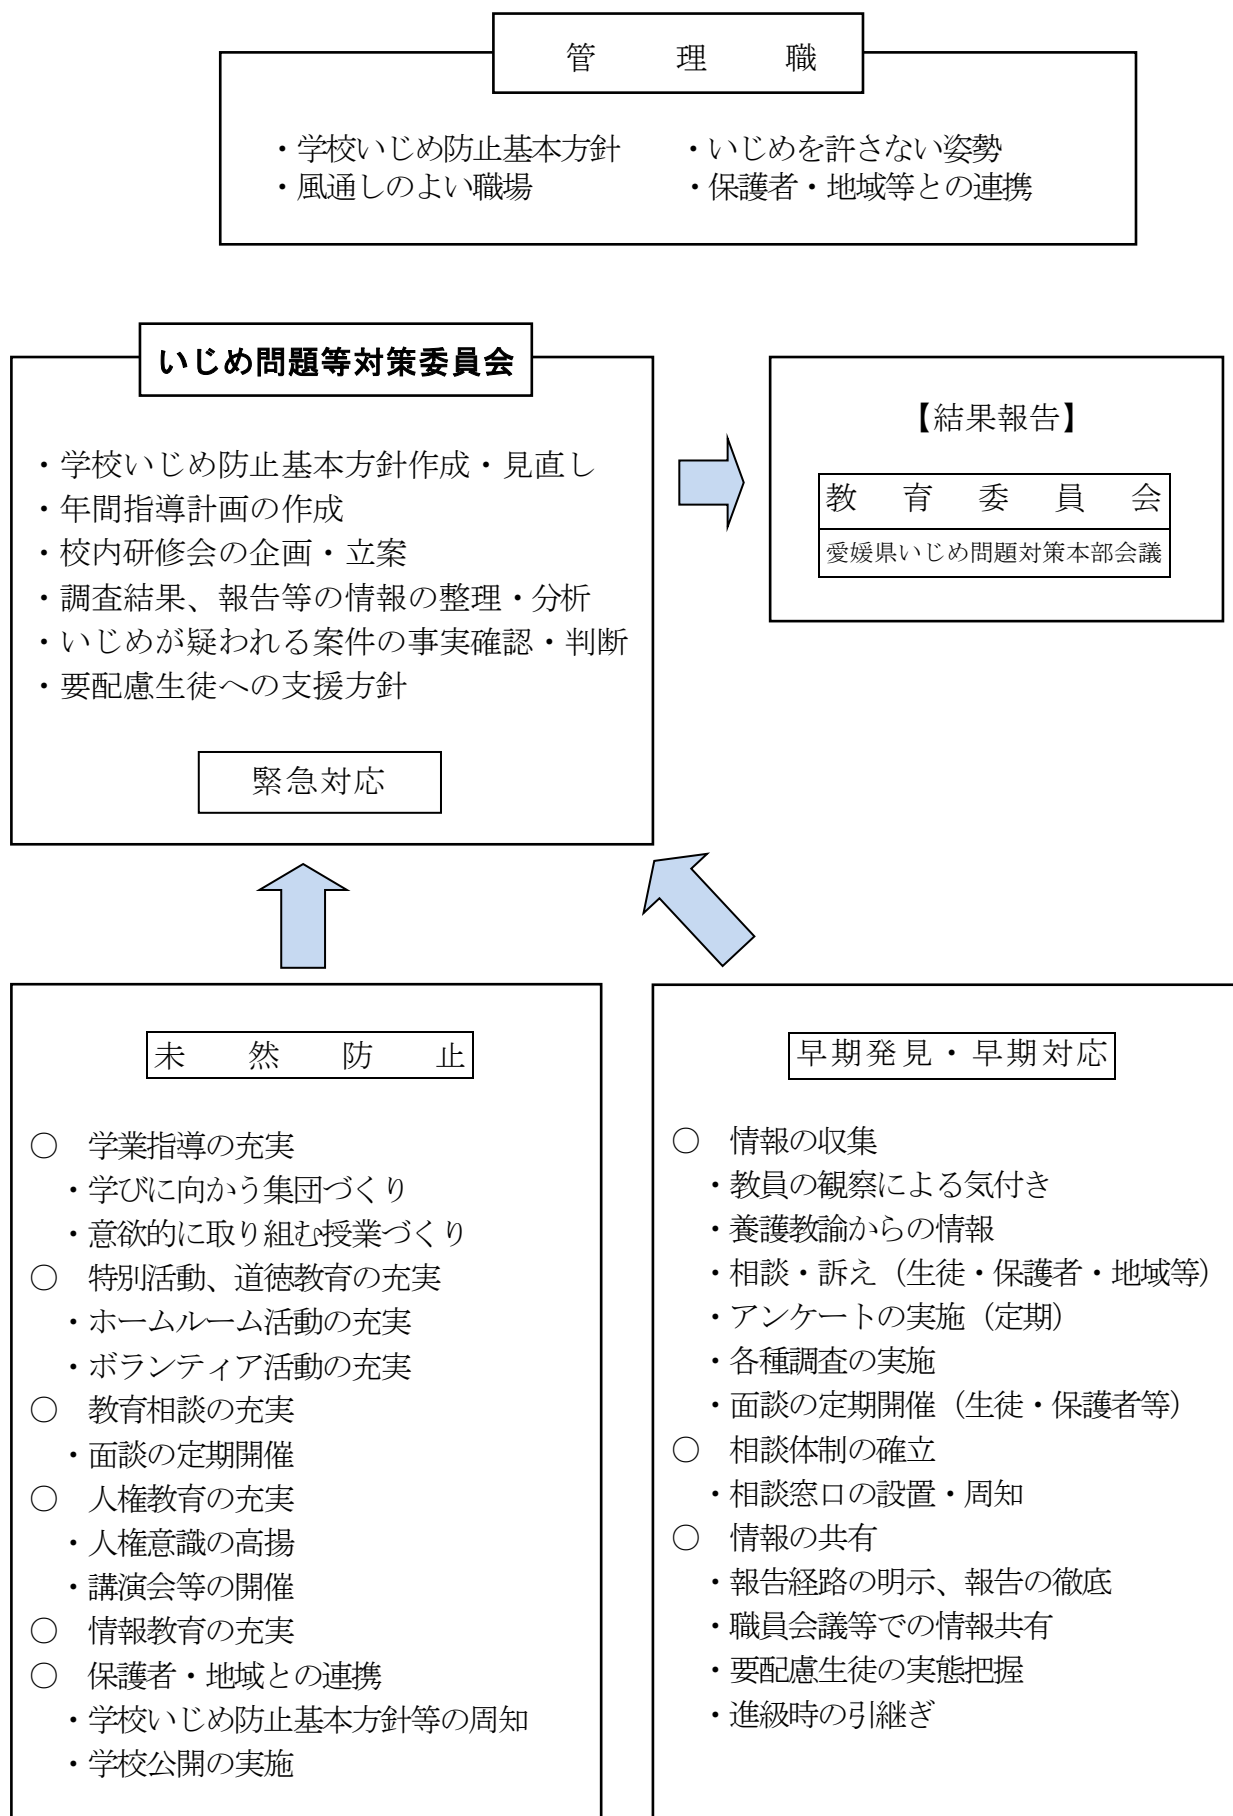 管　理　職
・学校いじめ防止基本方針　・いじめを許さない姿勢
・風通しのよい職場　・保護者・地域等との連携
いじめ問題等対策委員会
・学校いじめ防止基本方針作成・見直し
・年間指導計画の作成
・校内研修会の企画・立案
・調査結果、報告等の情報の整理・分析
・いじめが疑われる案件の事実確認・判断
・要配慮生徒への支援方針
緊急対応
【結果報告】
教　育　委　員　会
愛媛県いじめ問題対策本部会議
未　然　防　止
○　学業指導の充実
・学びに向かう集団づくり
・意欲的に取り組む授業づくり
○　特別活動、道徳教育の充実
・ホームルーム活動の充実
・ボランティア活動の充実
○　教育相談の充実
・面談の定期開催
○　人権教育の充実
・人権意識の高揚
・講演会等の開催
○　情報教育の充実
○　保護者・地域との連携
・学校いじめ防止基本方針等の周知
・学校公開の実施
早期発見・早期対応
○　情報の収集
・教員の観察による気付き
・養護教諭からの情報
・相談・訴え（生徒・保護者・地域等）
・アンケートの実施（定期）
・各種調査の実施
・面談の定期開催（生徒・保護者等）
○　相談体制の確立
・相談窓口の設置・周知
○　情報の共有
・報告経路の明示、報告の徹底
・職員会議等での情報共有
・要配慮生徒の実態把握
・進級時の引継ぎ